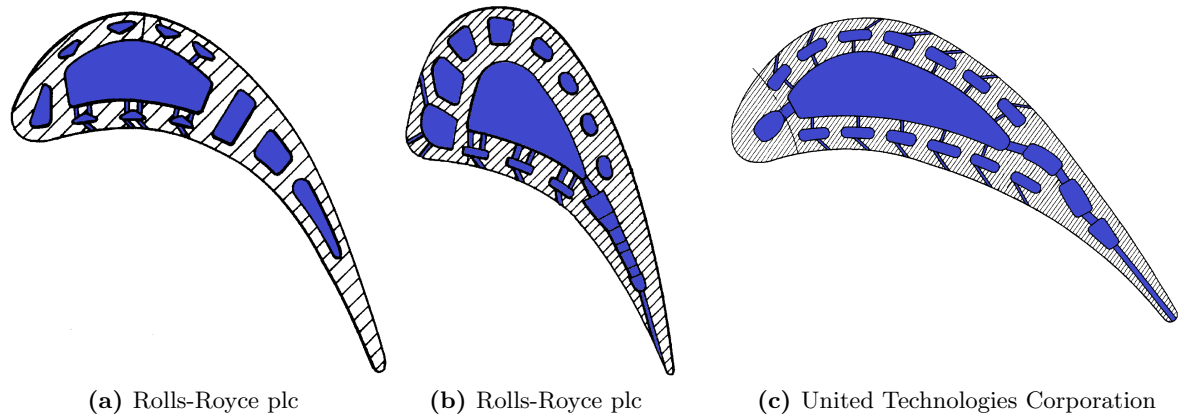 (a) Rolls-Royce plc
(b) Rolls-Royce plc
(c) United Technologies Corporation